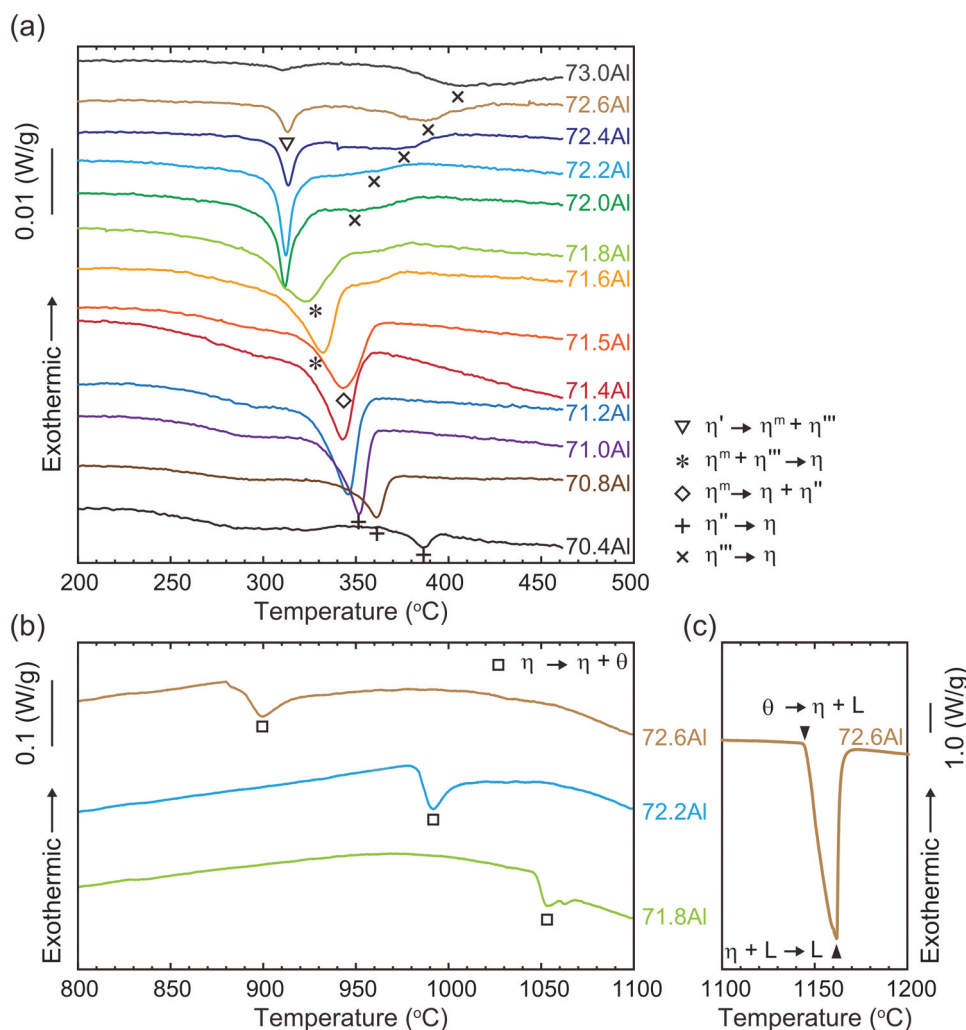 (a)
73.0Al
72.6Al
72.4Al
72.2Al
72.0Al
71.8Al
71.6Al
71.5Al
71.4Al
71.2Al
71.0Al
70.8Al
70.4Al
0.01 (W/g)
Exothermic →
200 250 300 350 400 450 500
Temperature (°C)
▽ η' → ηᵐ + η'''
* ηᵐ + η''' → η
◇ ηᵐ → η + η''
+ η'' → η
× η''' → η
(b)
□ η → η + θ
72.6Al
72.2Al
71.8Al
0.1 (W/g)
Exothermic →
800 850 900 950 1000 1050 1100
Temperature (°C)
(c)
θ → η + L
72.6Al
η + L → L
1.0 (W/g)
Exothermic →
1100 1150 1200
Temperature (°C)